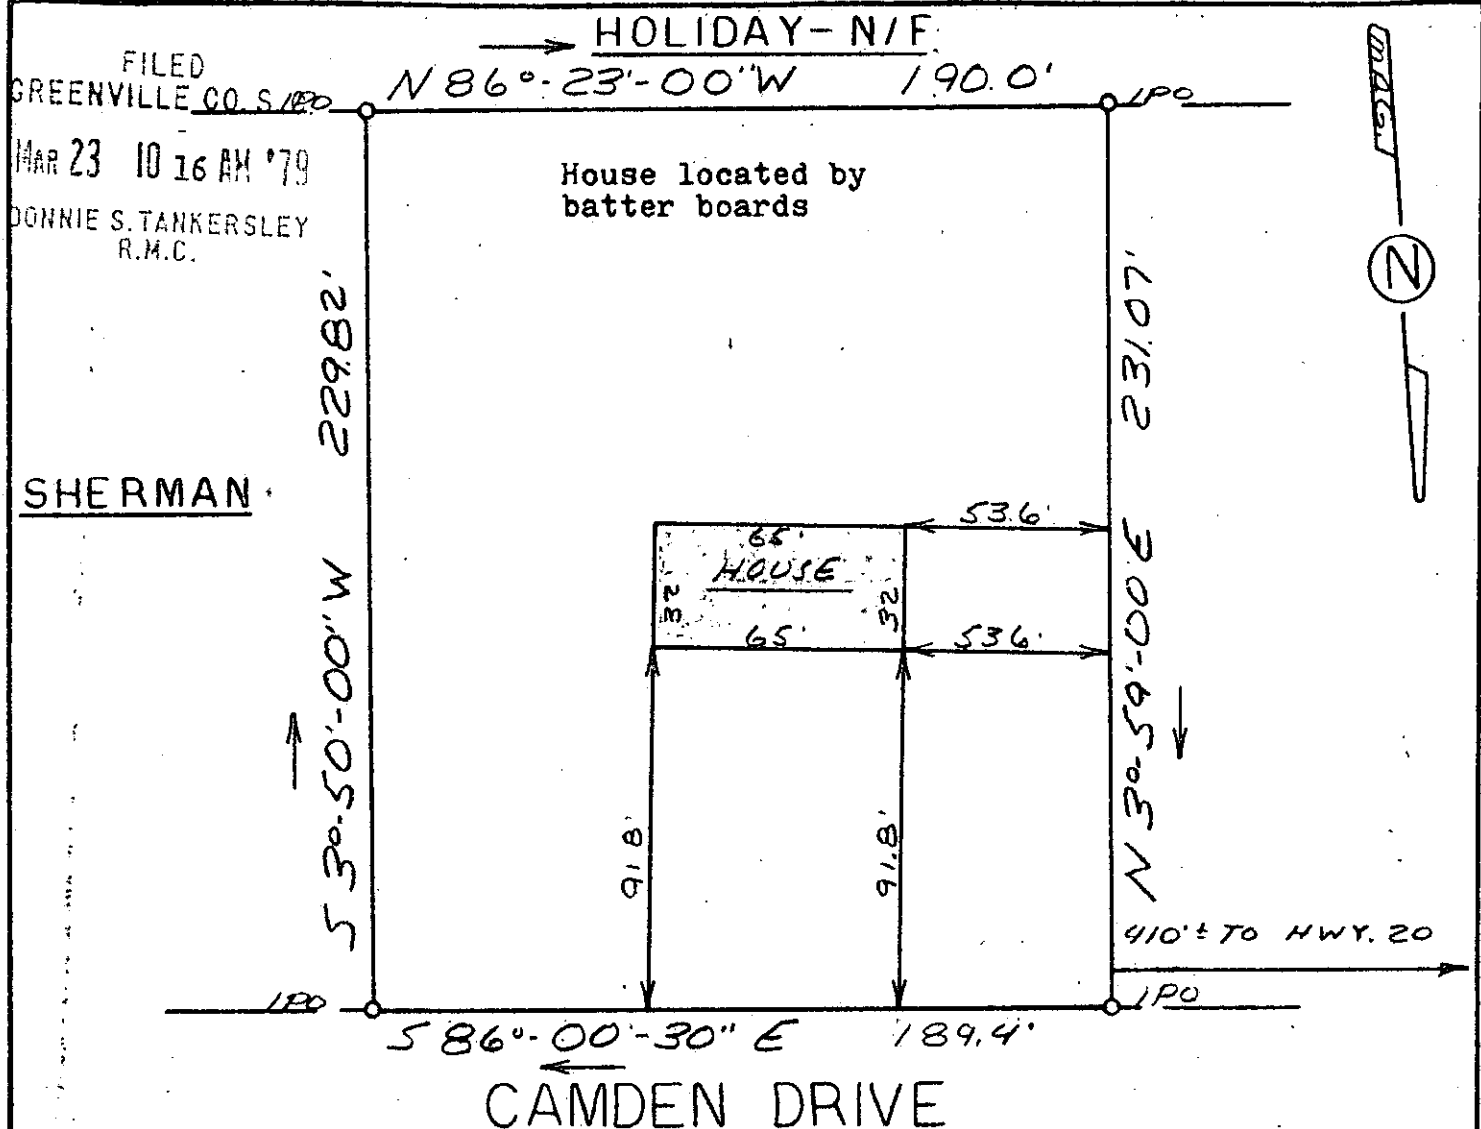 HOLIDAY - N/F
FILED
GREENVILLE CO. S.
IPO
N 86°-23'-00"W 190.0'
IPO
MAG.
MAR 23 10 16 AM '79
DONNIE S. TANKERSLEY
R.M.C.
House located by
batter boards
N
229.82'
231.07'
SHERMAN
65'
HOUSE
32
32
65'
53.6'
53.6'
S 3°-50'-00" W
N 3°-59'-00 E
91.8'
91.8'
410'± TO HWY. 20
IPO
IPO
S 86°-00'-30" E 189.4'
CAMDEN DRIVE